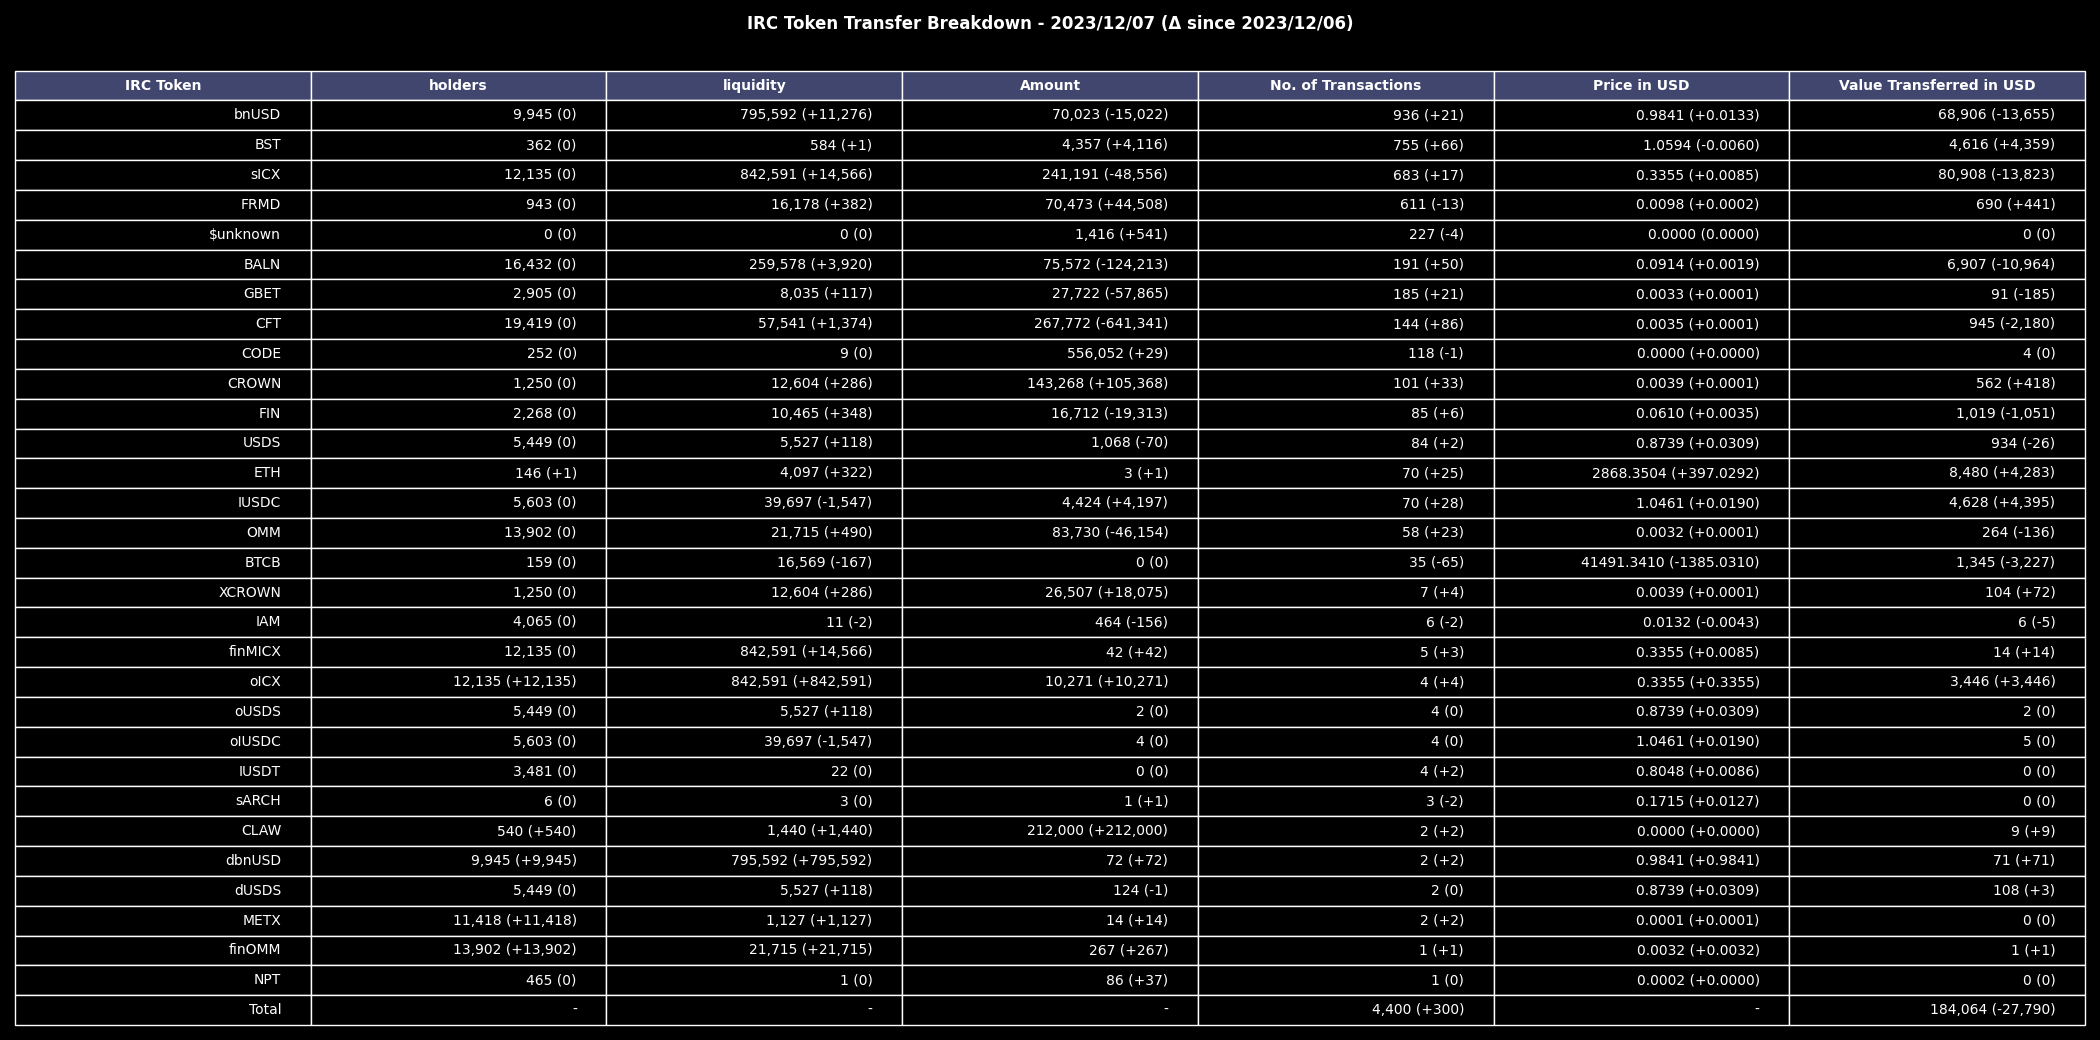 IRC Token Transfer Breakdown - 2023/12/07 (Δ since 2023/12/06)
IRC Token holders liquidity Amount No. of Transactions Price in USD Value Transferred in USD
bnUSD 9,945 (0) 795,592 (+11,276) 70,023 (-15,022) 936 (+21) 0.9841 (+0.0133) 68,906 (-13,655)
BST 362 (0) 584 (+1) 4,357 (+4,116) 755 (+66) 1.0594 (-0.0060) 4,616 (+4,359)
sICX 12,135 (0) 842,591 (+14,566) 241,191 (-48,556) 683 (+17) 0.3355 (+0.0085) 80,908 (-13,823)
FRMD 943 (0) 16,178 (+382) 70,473 (+44,508) 611 (-13) 0.0098 (+0.0002) 690 (+441)
$unknown 0 (0) 0 (0) 1,416 (+541) 227 (-4) 0.0000 (0.0000) 0 (0)
BALN 16,432 (0) 259,578 (+3,920) 75,572 (-124,213) 191 (+50) 0.0914 (+0.0019) 6,907 (-10,964)
GBET 2,905 (0) 8,035 (+117) 27,722 (-57,865) 185 (+21) 0.0033 (+0.0001) 91 (-185)
CFT 19,419 (0) 57,541 (+1,374) 267,772 (-641,341) 144 (+86) 0.0035 (+0.0001) 945 (-2,180)
CODE 252 (0) 9 (0) 556,052 (+29) 118 (-1) 0.0000 (+0.0000) 4 (0)
CROWN 1,250 (0) 12,604 (+286) 143,268 (+105,368) 101 (+33) 0.0039 (+0.0001) 562 (+418)
FIN 2,268 (0) 10,465 (+348) 16,712 (-19,313) 85 (+6) 0.0610 (+0.0035) 1,019 (-1,051)
USDS 5,449 (0) 5,527 (+118) 1,068 (-70) 84 (+2) 0.8739 (+0.0309) 934 (-26)
ETH 146 (+1) 4,097 (+322) 3 (+1) 70 (+25) 2868.3504 (+397.0292) 8,480 (+4,283)
IUSDC 5,603 (0) 39,697 (-1,547) 4,424 (+4,197) 70 (+28) 1.0461 (+0.0190) 4,628 (+4,395)
OMM 13,902 (0) 21,715 (+490) 83,730 (-46,154) 58 (+23) 0.0032 (+0.0001) 264 (-136)
BTCB 159 (0) 16,569 (-167) 0 (0) 35 (-65) 41491.3410 (-1385.0310) 1,345 (-3,227)
XCROWN 1,250 (0) 12,604 (+286) 26,507 (+18,075) 7 (+4) 0.0039 (+0.0001) 104 (+72)
IAM 4,065 (0) 11 (-2) 464 (-156) 6 (-2) 0.0132 (-0.0043) 6 (-5)
finMICX 12,135 (0) 842,591 (+14,566) 42 (+42) 5 (+3) 0.3355 (+0.0085) 14 (+14)
oICX 12,135 (+12,135) 842,591 (+842,591) 10,271 (+10,271) 4 (+4) 0.3355 (+0.3355) 3,446 (+3,446)
oUSDS 5,449 (0) 5,527 (+118) 2 (0) 4 (0) 0.8739 (+0.0309) 2 (0)
oIUSDC 5,603 (0) 39,697 (-1,547) 4 (0) 4 (0) 1.0461 (+0.0190) 5 (0)
IUSDT 3,481 (0) 22 (0) 0 (0) 4 (+2) 0.8048 (+0.0086) 0 (0)
sARCH 6 (0) 3 (0) 1 (+1) 3 (-2) 0.1715 (+0.0127) 0 (0)
CLAW 540 (+540) 1,440 (+1,440) 212,000 (+212,000) 2 (+2) 0.0000 (+0.0000) 9 (+9)
dbnUSD 9,945 (+9,945) 795,592 (+795,592) 72 (+72) 2 (+2) 0.9841 (+0.9841) 71 (+71)
dUSDS 5,449 (0) 5,527 (+118) 124 (-1) 2 (0) 0.8739 (+0.0309) 108 (+3)
METX 11,418 (+11,418) 1,127 (+1,127) 14 (+14) 2 (+2) 0.0001 (+0.0001) 0 (0)
finOMM 13,902 (+13,902) 21,715 (+21,715) 267 (+267) 1 (+1) 0.0032 (+0.0032) 1 (+1)
NPT 465 (0) 1 (0) 86 (+37) 1 (0) 0.0002 (+0.0000) 0 (0)
Total - - - 4,400 (+300) - 184,064 (-27,790)